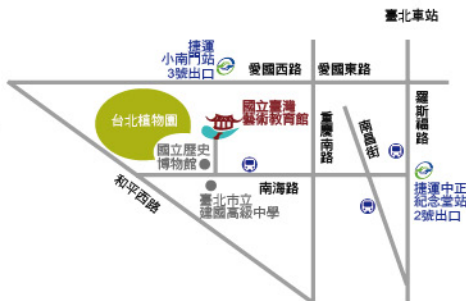 臺北車站
捷運
小南門站
3號出口
愛國西路
愛國東路
國立臺灣
藝術教育館
台北植物園
重慶南路
南昌街
羅斯福路
國立歷史
博物館
和平西路
南海路
臺北市立
建國高級中學
捷運中正
紀念堂站
2號出口